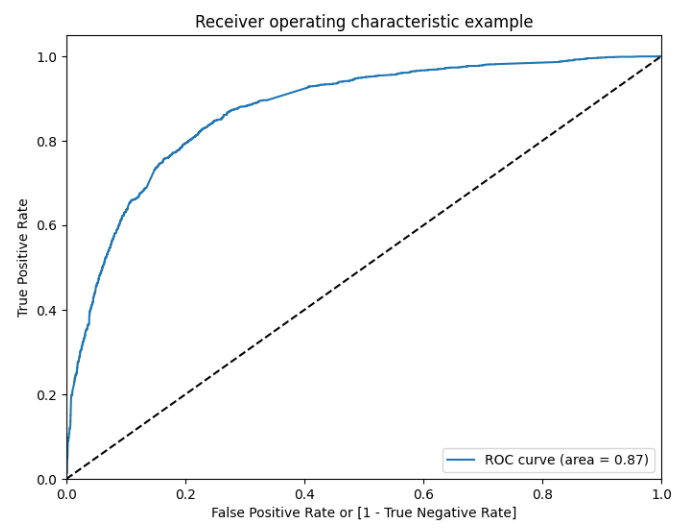 Receiver operating characteristic example
1.0
0.8
0.6
0.4
0.2
0.0
True Positive Rate
ROC curve (area = 0.87)
0.0 0.2 0.4 0.6 0.8 1.0
False Positive Rate or [1 - True Negative Rate]